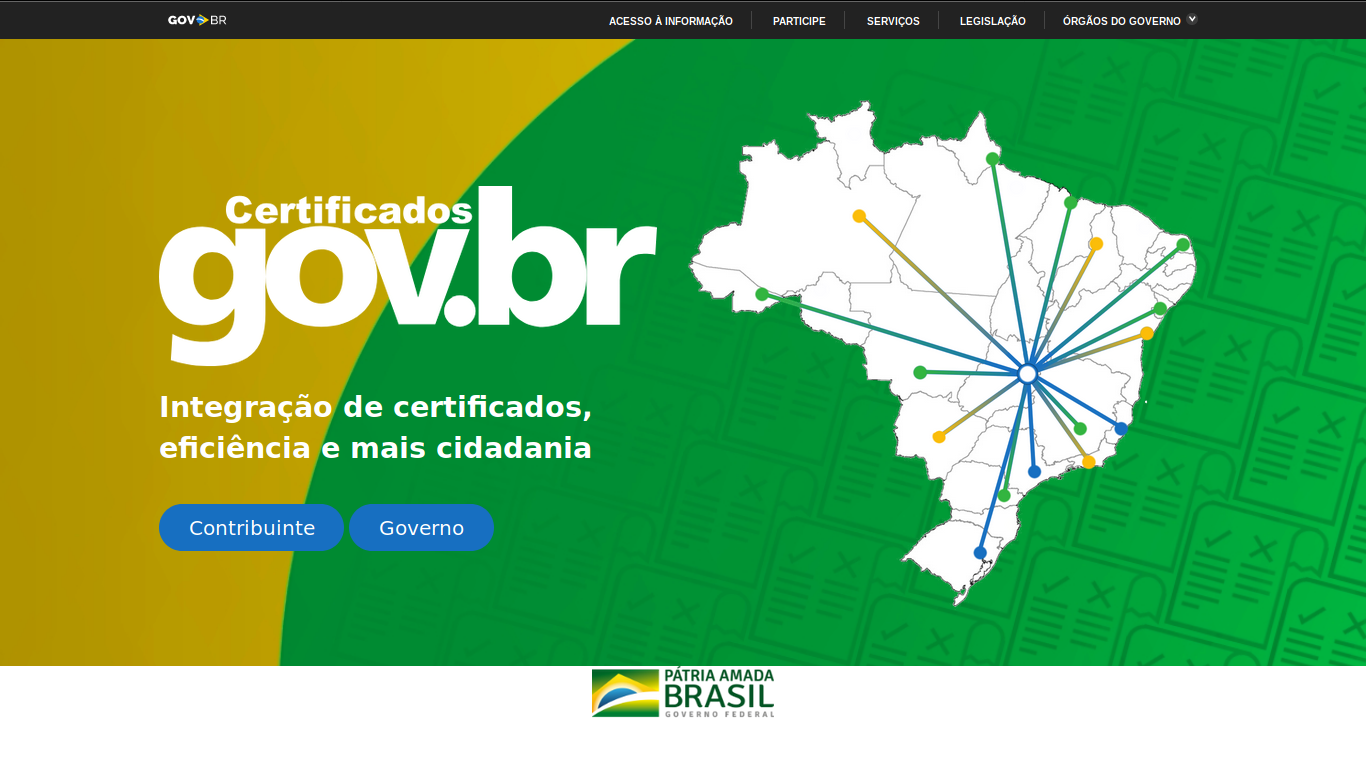 GOV BR
ACESSO À INFORMAÇÃO
PARTICIPE
SERVIÇOS
LEGISLAÇÃO
ÓRGÃOS DO GOVERNO
Certificados
gov.br
Integração de certificados,
eficiência e mais cidadania
Contribuinte
Governo
PÁTRIA AMADA
BRASIL
GOVERNO FEDERAL